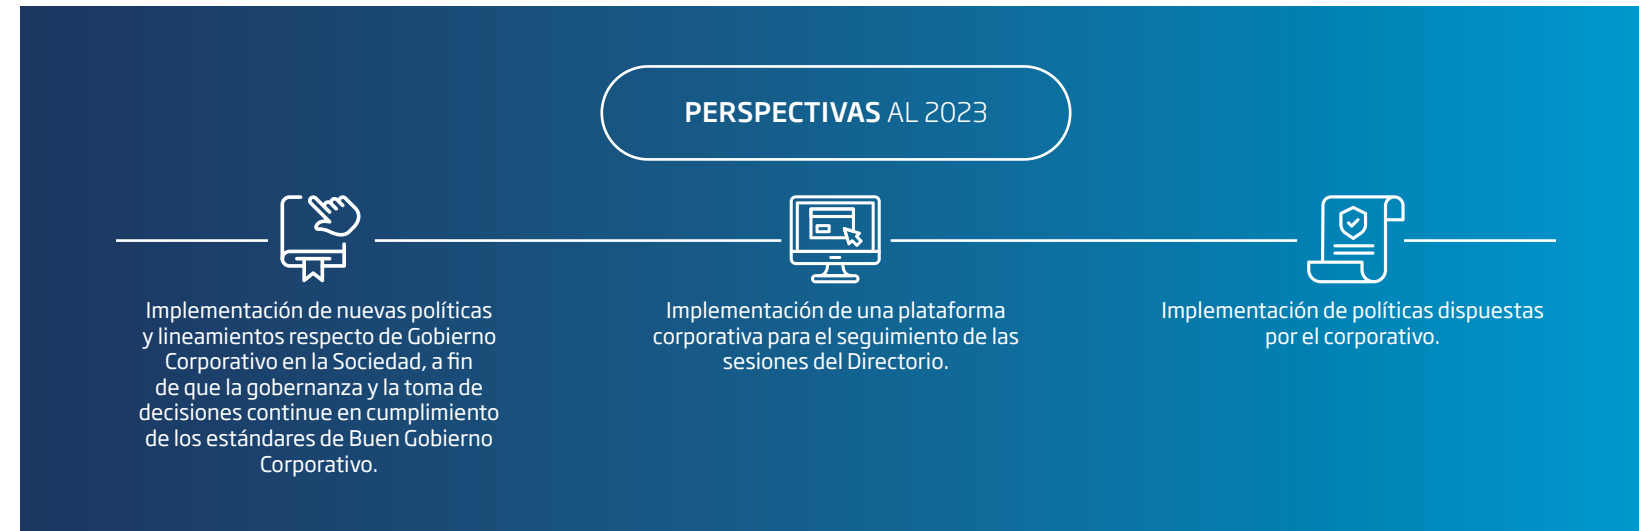 PERSPECTIVAS AL 2023
Implementación de nuevas políticas
y lineamientos respecto de Gobierno
Corporativo en la Sociedad, a fin
de que la gobernanza y la toma de
decisiones continue en cumplimiento
de los estándares de Buen Gobierno
Corporativo.
Implementación de una plataforma
corporativa para el seguimiento de las
sesiones del Directorio.
Implementación de políticas dispuestas
por el corporativo.